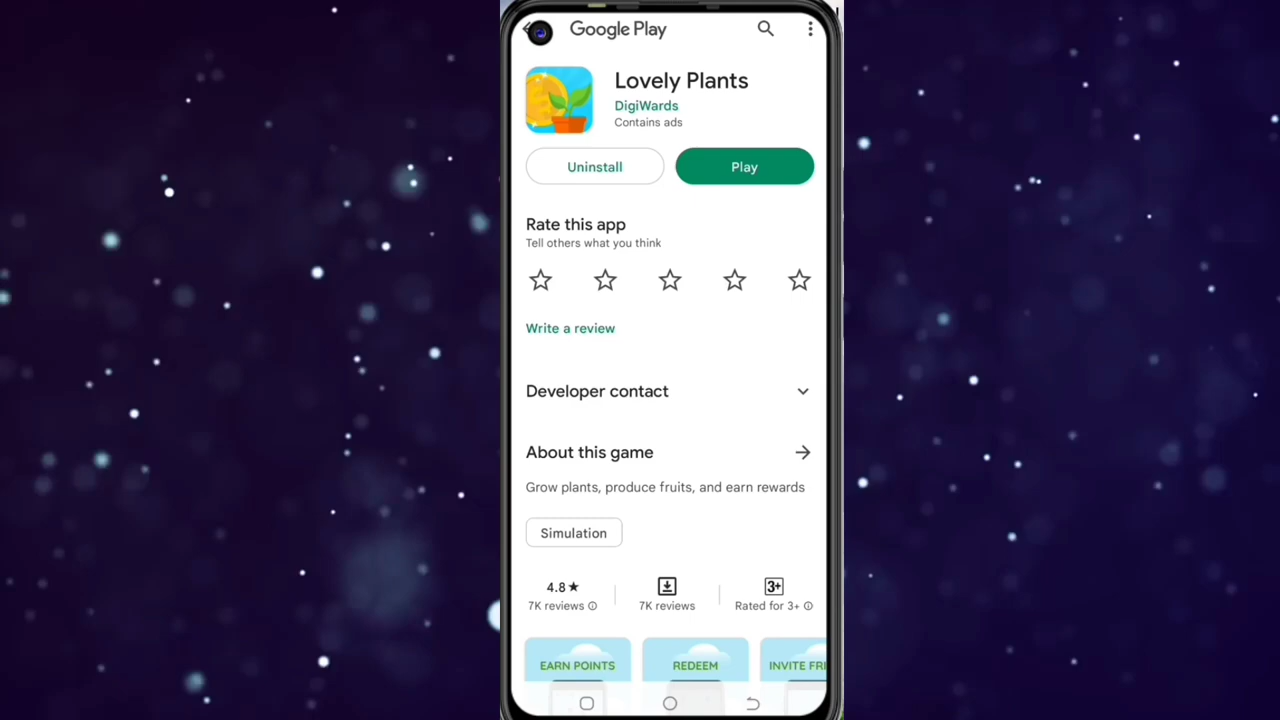 Google Play
Lovely Plants
DigiWards
Contains ads
Uninstall
Play
Rate this app
Tell others what you think
Write a review
Developer contact
About this game
Grow plants, produce fruits, and earn rewards
Simulation
4.8★
3+
7K reviews
7K reviews
Rated for 3+
EARN POINTS
REDEEM
INVITE FRI